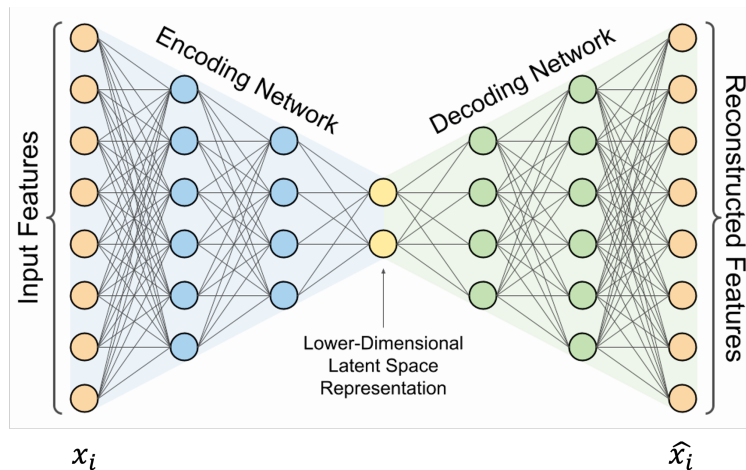 Encoding Network
Decoding Network
Input Features
Reconstructed Features
Lower-Dimensional
Latent Space
Representation
x_i
x̂_i